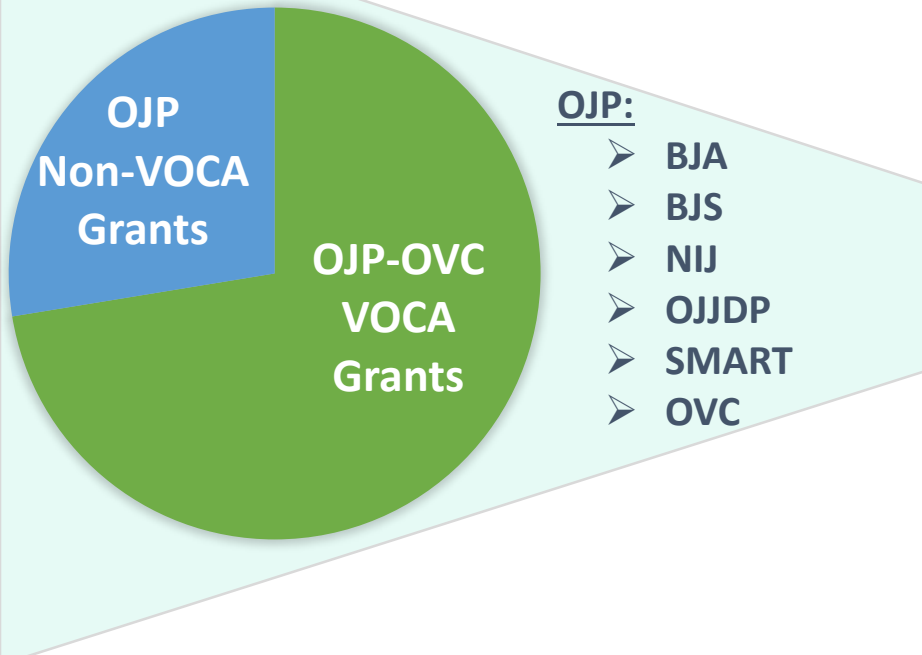 OJP
Non-VOCA
Grants
OJP-OVC
VOCA
Grants
OJP:
➢ BJA
➢ BJS
➢ NIJ
➢ OJJDP
➢ SMART
➢ OVC